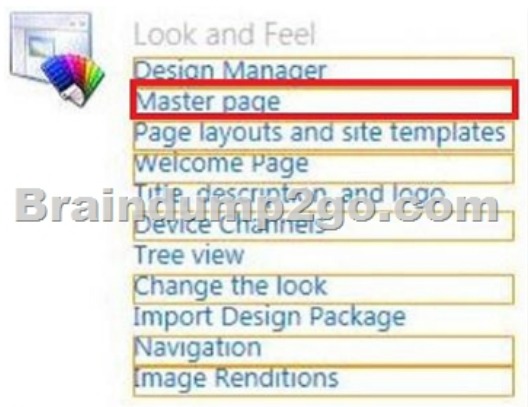 Look and Feel
Design Manager
Master page
Page layouts and site templates
Welcome Page
Title, description, and logo
Braindump2go.com
Device Channels
Tree view
Change the look
Import Design Package
Navigation
Image Renditions